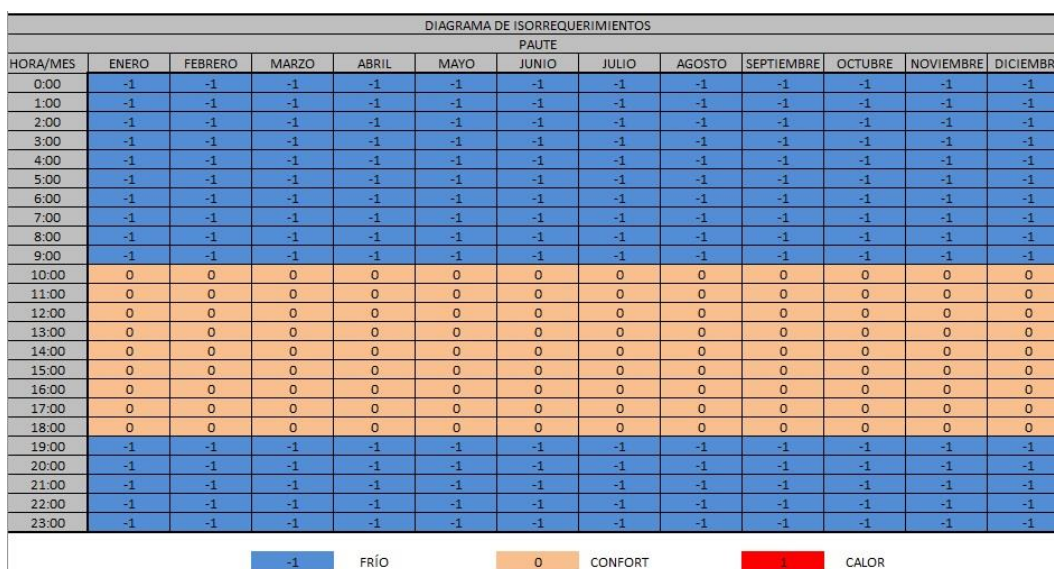 DIAGRAMA DE ISORREQUERIMIENTOS
PAUTE
HORA/MES ENERO FEBRERO MARZO ABRIL MAYO JUNIO JULIO AGOSTO SEPTIEMBRE OCTUBRE NOVIEMBRE DICIEMBR
0:00 -1 -1 -1 -1 -1 -1 -1 -1 -1 -1 -1 -1
1:00 -1 -1 -1 -1 -1 -1 -1 -1 -1 -1 -1 -1
2:00 -1 -1 -1 -1 -1 -1 -1 -1 -1 -1 -1 -1
3:00 -1 -1 -1 -1 -1 -1 -1 -1 -1 -1 -1 -1
4:00 -1 -1 -1 -1 -1 -1 -1 -1 -1 -1 -1 -1
5:00 -1 -1 -1 -1 -1 -1 -1 -1 -1 -1 -1 -1
6:00 -1 -1 -1 -1 -1 -1 -1 -1 -1 -1 -1 -1
7:00 -1 -1 -1 -1 -1 -1 -1 -1 -1 -1 -1 -1
8:00 -1 -1 -1 -1 -1 -1 -1 -1 -1 -1 -1 -1
9:00 -1 -1 -1 -1 -1 -1 -1 -1 -1 -1 -1 -1
10:00 0 0 0 0 0 0 0 0 0 0 0 0
11:00 0 0 0 0 0 0 0 0 0 0 0 0
12:00 0 0 0 0 0 0 0 0 0 0 0 0
13:00 0 0 0 0 0 0 0 0 0 0 0 0
14:00 0 0 0 0 0 0 0 0 0 0 0 0
15:00 0 0 0 0 0 0 0 0 0 0 0 0
16:00 0 0 0 0 0 0 0 0 0 0 0 0
17:00 0 0 0 0 0 0 0 0 0 0 0 0
18:00 0 0 0 0 0 0 0 0 0 0 0 0
19:00 -1 -1 -1 -1 -1 -1 -1 -1 -1 -1 -1 -1
20:00 -1 -1 -1 -1 -1 -1 -1 -1 -1 -1 -1 -1
21:00 -1 -1 -1 -1 -1 -1 -1 -1 -1 -1 -1 -1
22:00 -1 -1 -1 -1 -1 -1 -1 -1 -1 -1 -1 -1
23:00 -1 -1 -1 -1 -1 -1 -1 -1 -1 -1 -1 -1
-1 FRÍO 0 CONFORT 1 CALOR